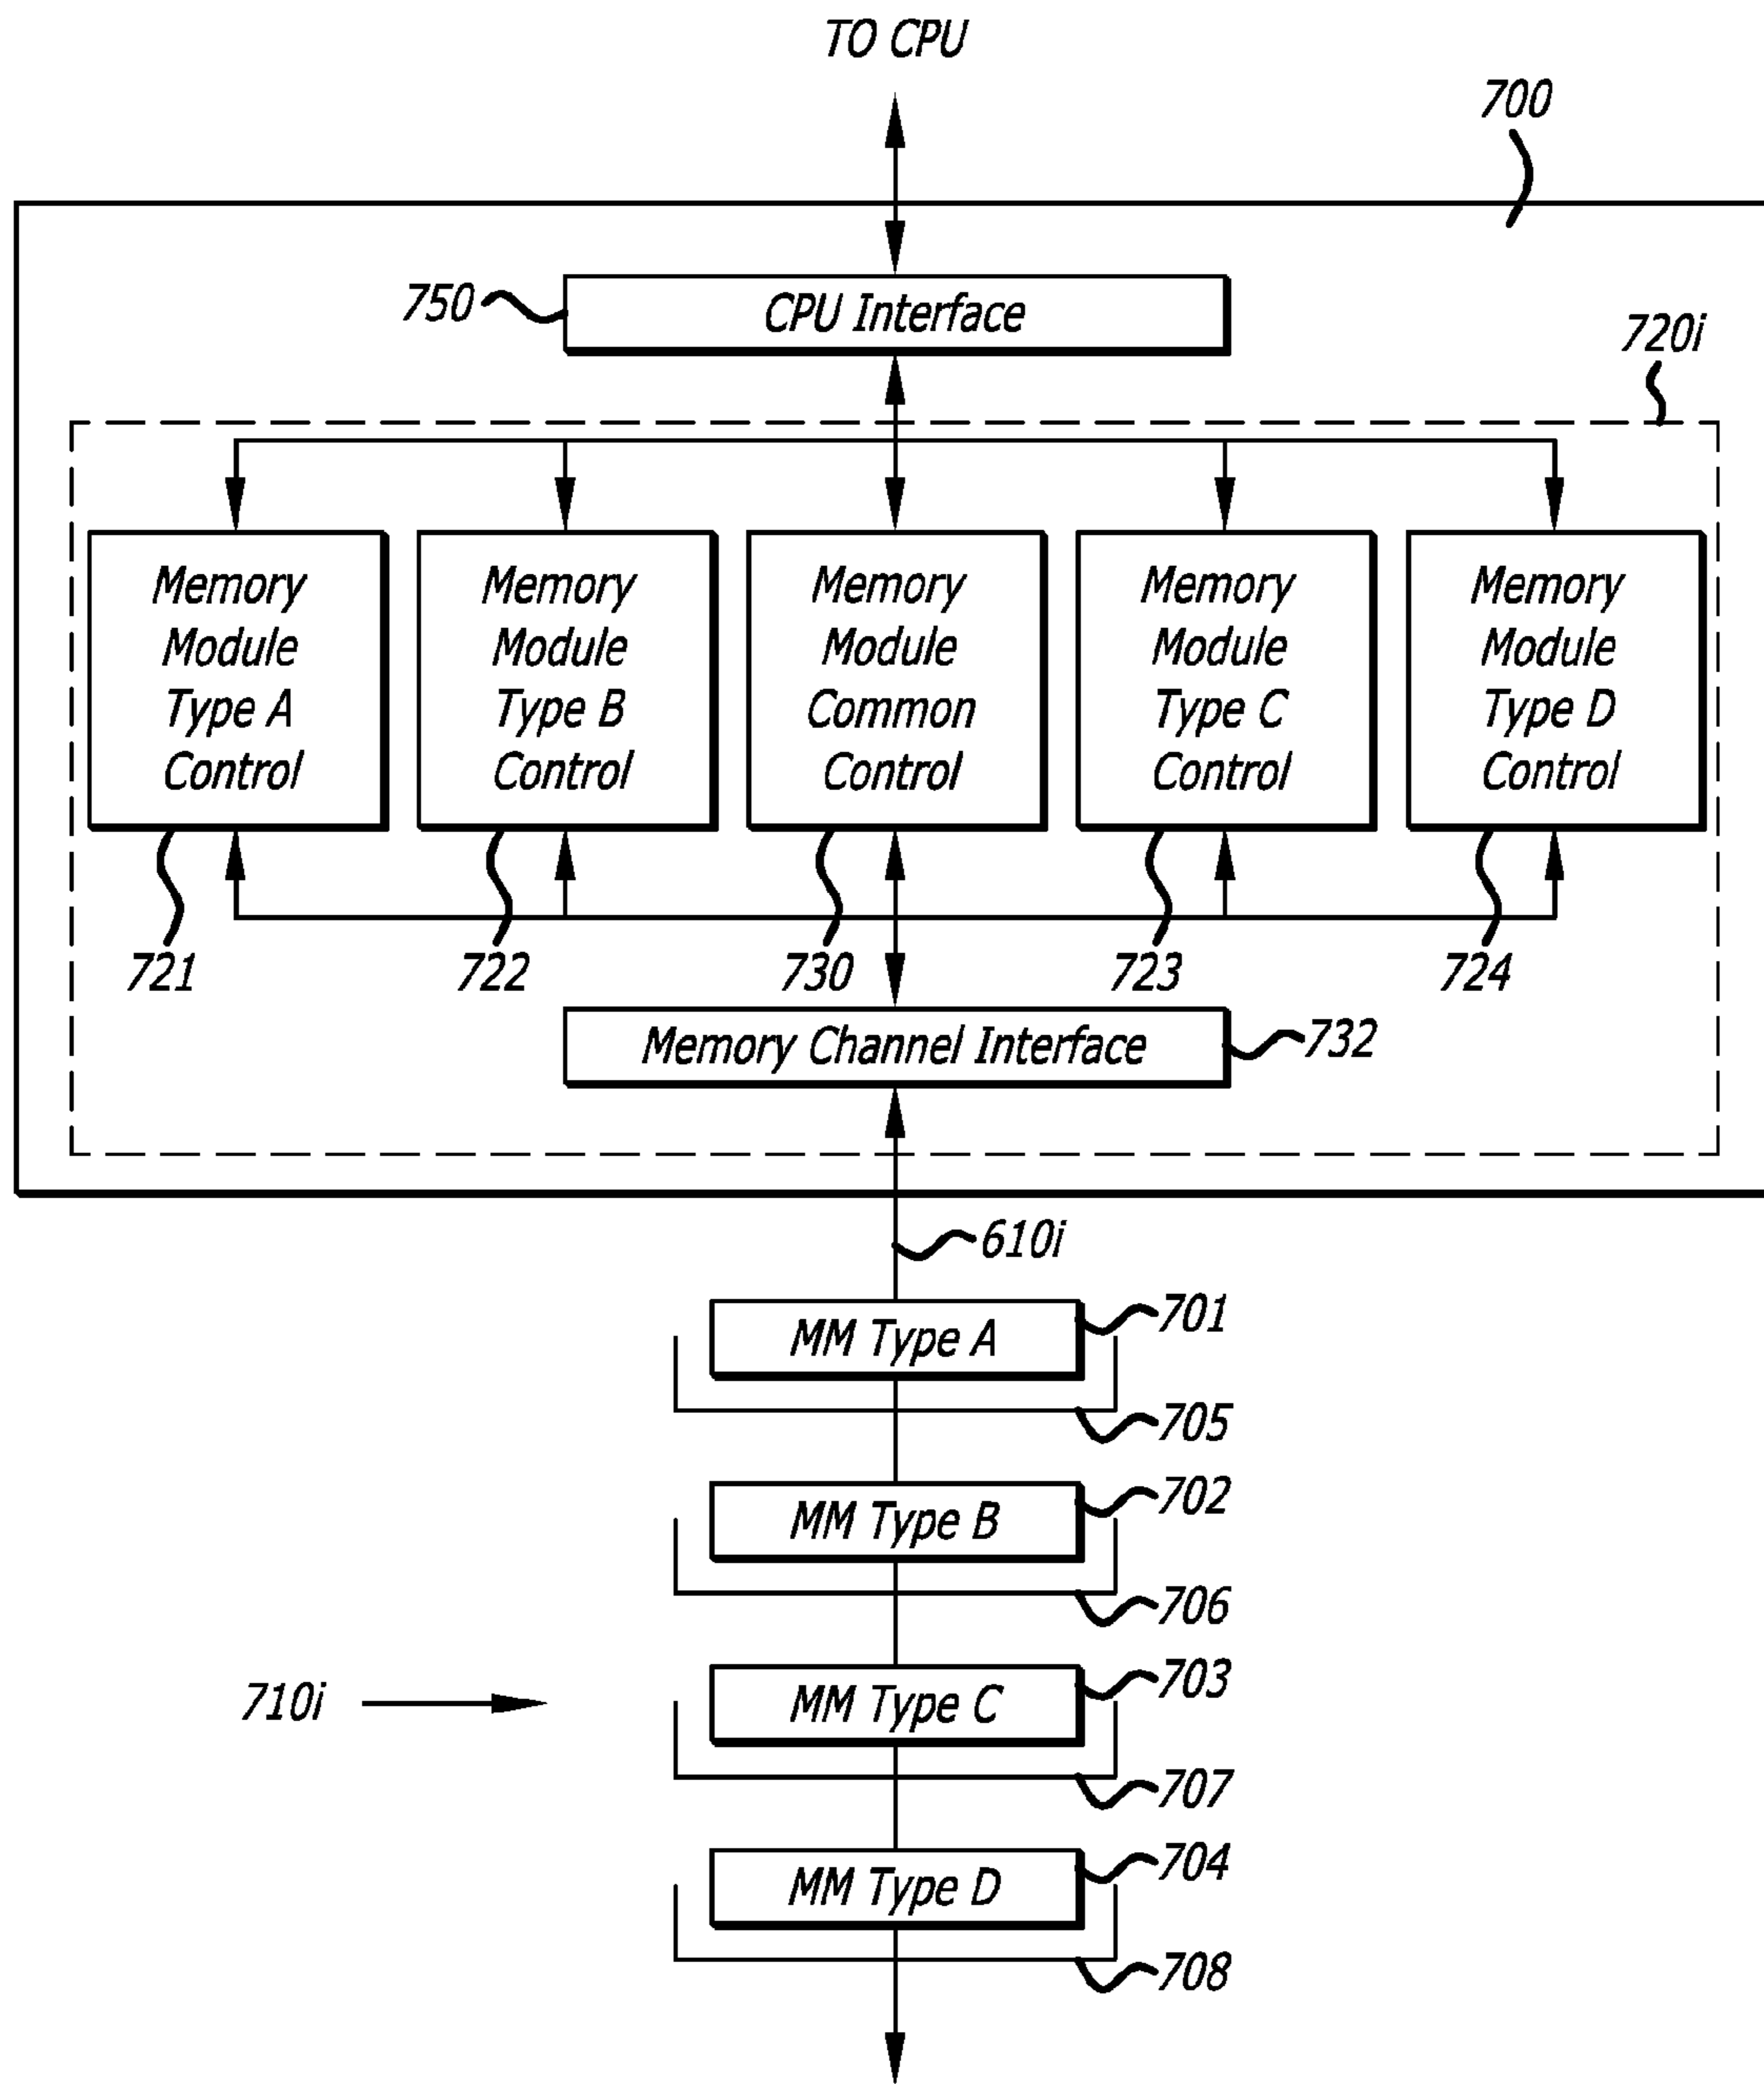 TO CPU
700
750
CPU Interface
720i
Memory
Module
Type A
Control
Memory
Module
Type B
Control
Memory
Module
Common
Control
Memory
Module
Type C
Control
Memory
Module
Type D
Control
721
722
730
723
724
Memory Channel Interface
732
610i
MM Type A
701
705
MM Type B
702
706
710i
MM Type C
703
707
MM Type D
704
708